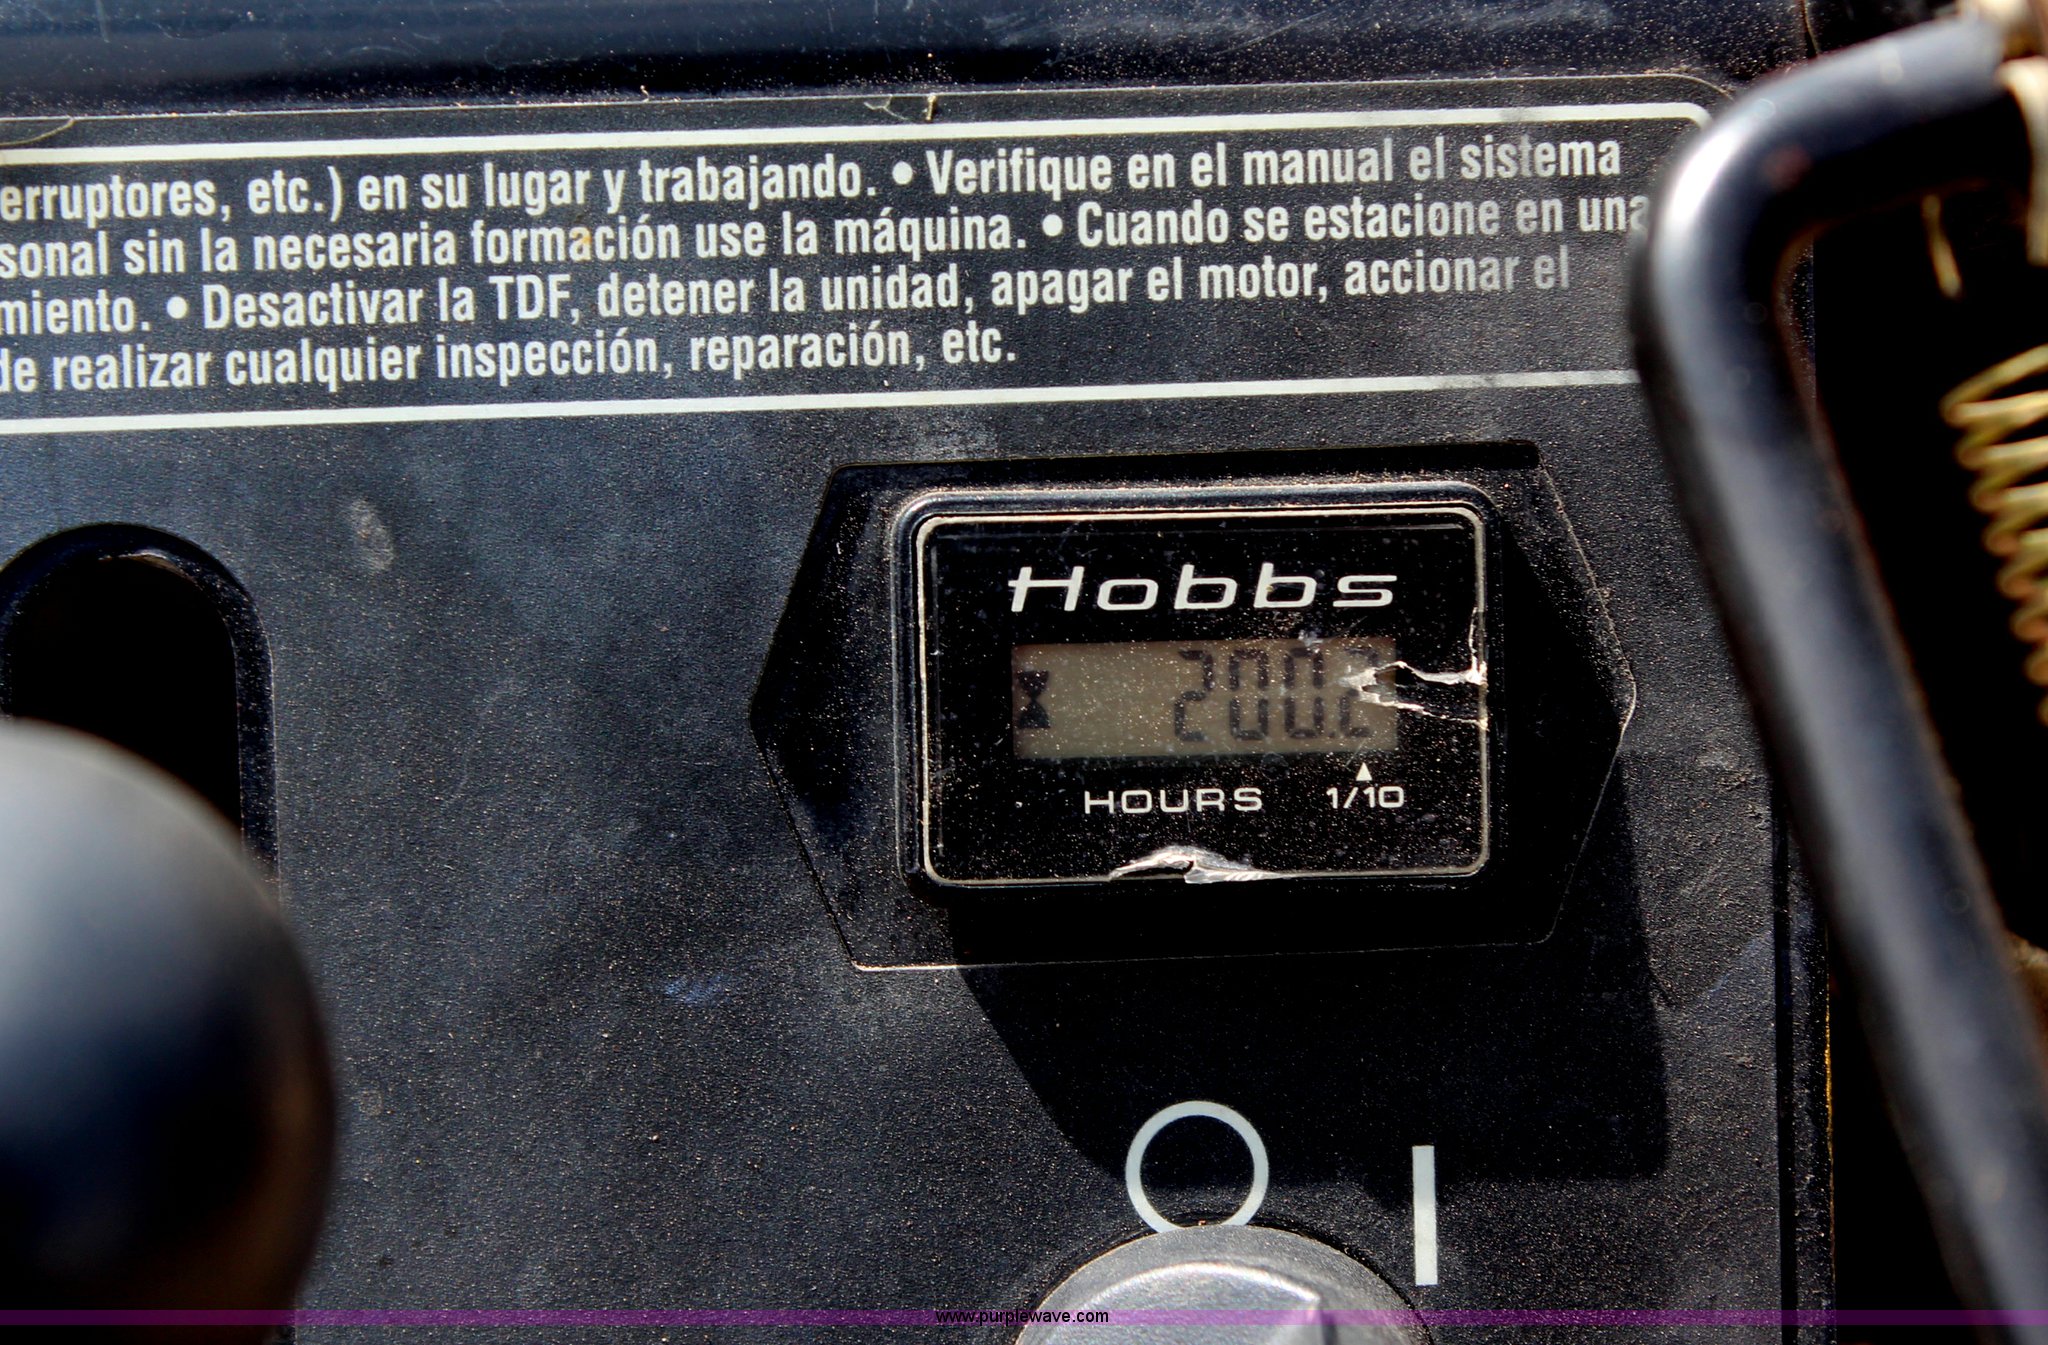 erruptores, etc.) en su lugar y trabajando. • Verifique en el manual el sistema
sonal sin la necesaria formación use la máquina. • Cuando se estacione en una
miento. • Desactivar la TDF, detener la unidad, apagar el motor, accionar el
de realizar cualquier inspección, reparación, etc.
Hobbs
200.2
HOURS 1/10
www.purplewave.com